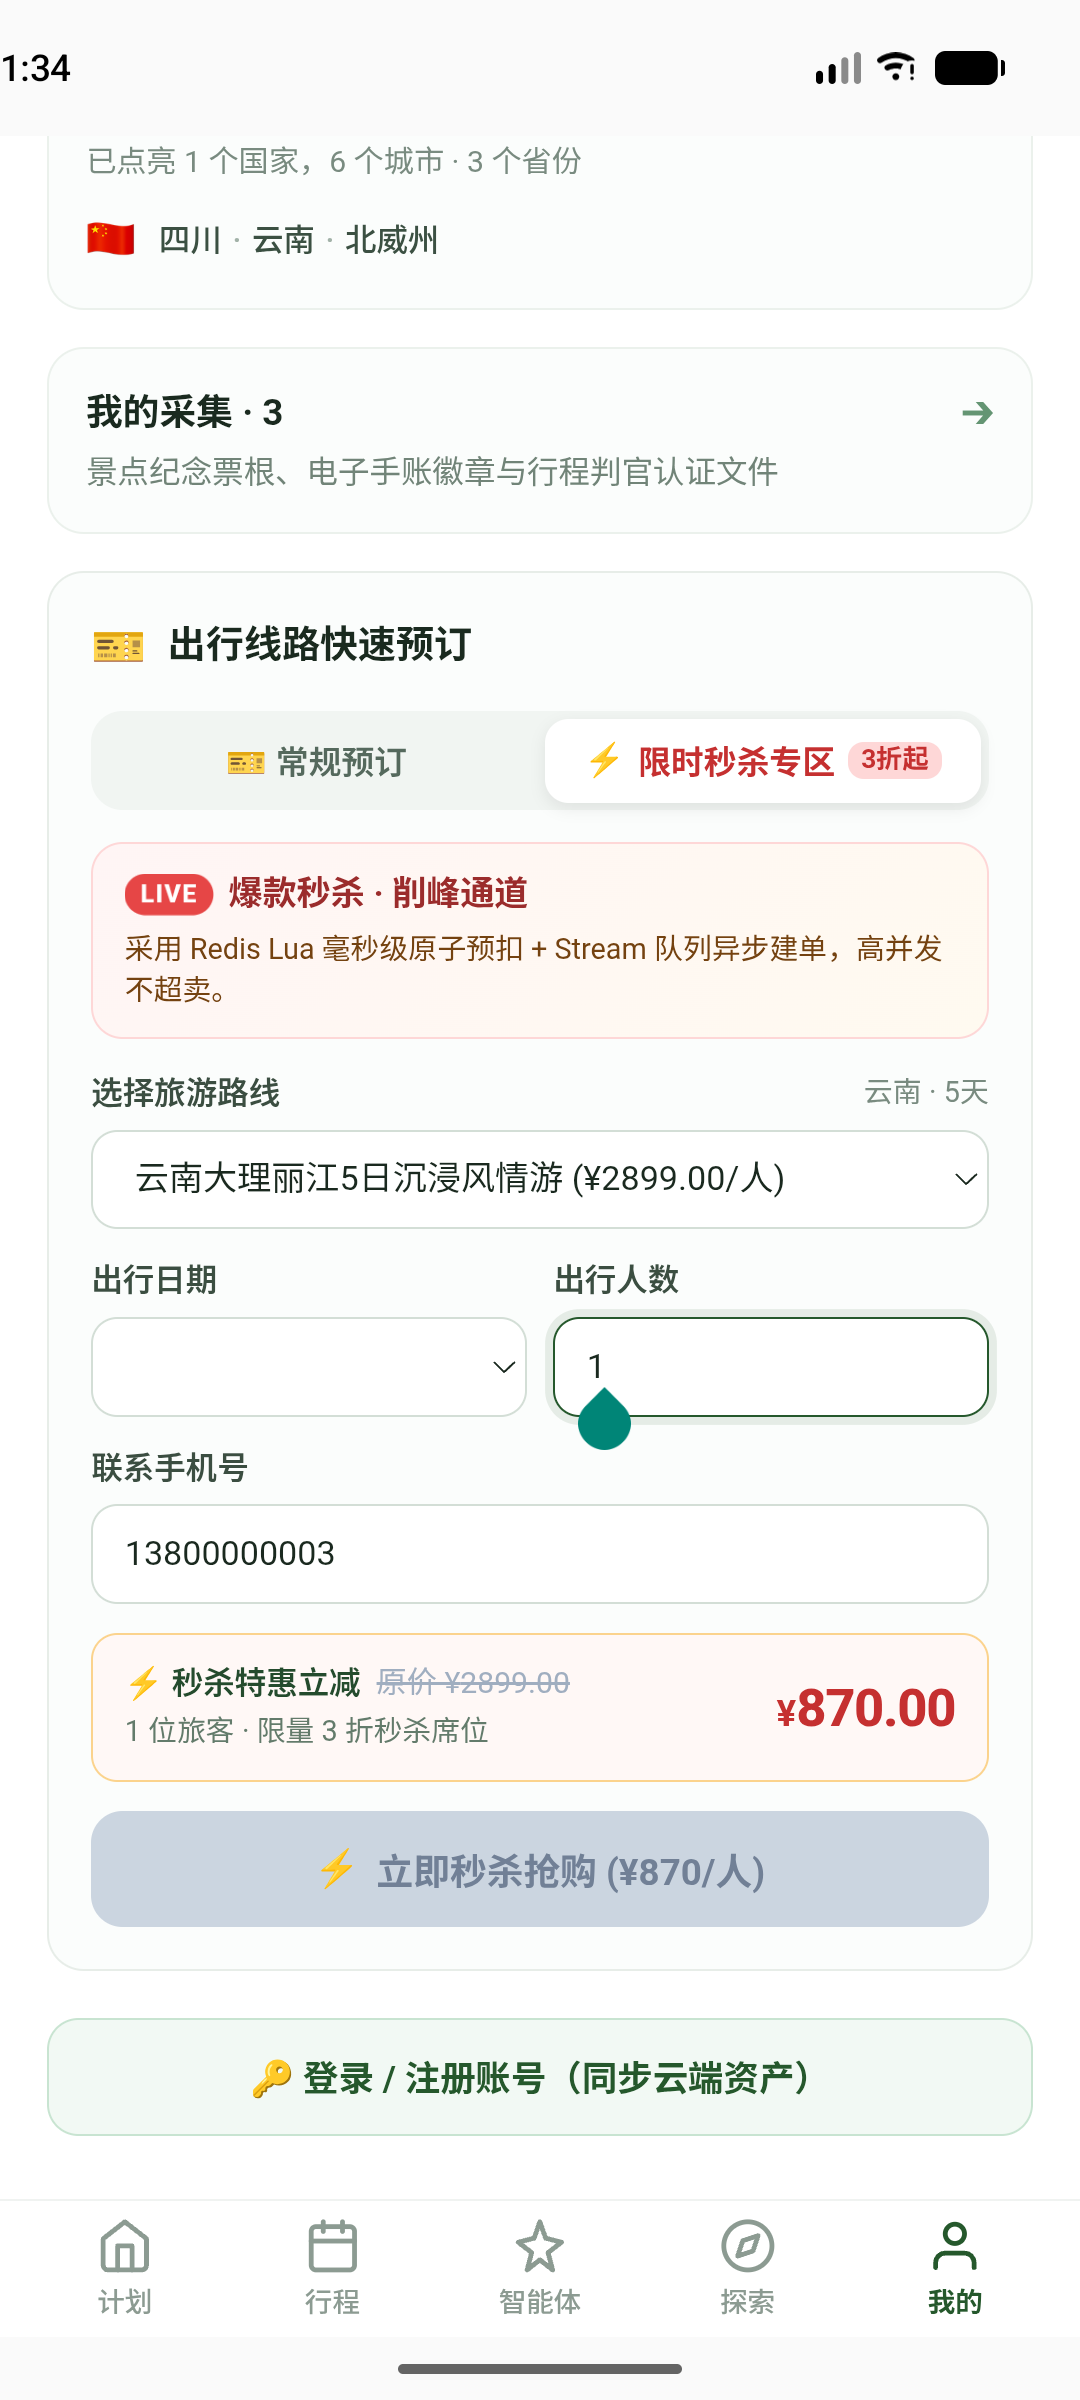 1:34
已点亮 1 个国家，6 个城市 · 3 个省份
四川 · 云南 · 北威州
我的采集 · 3
景点纪念票根、电子手账徽章与行程判官认证文件
出行线路快速预订
常规预订
限时秒杀专区 3折起
LIVE 爆款秒杀 · 削峰通道
采用 Redis Lua 毫秒级原子预扣 + Stream 队列异步建单，高并发
不超卖。
选择旅游路线 云南 · 5天
云南大理丽江5日沉浸风情游 (¥2899.00/人)
出行日期 出行人数
1
联系手机号
13800000003
秒杀特惠立减 原价 ¥2899.00
1 位旅客 · 限量 3 折秒杀席位
¥870.00
立即秒杀抢购 (¥870/人)
登录 / 注册账号（同步云端资产）
计划 行程 智能体 探索 我的